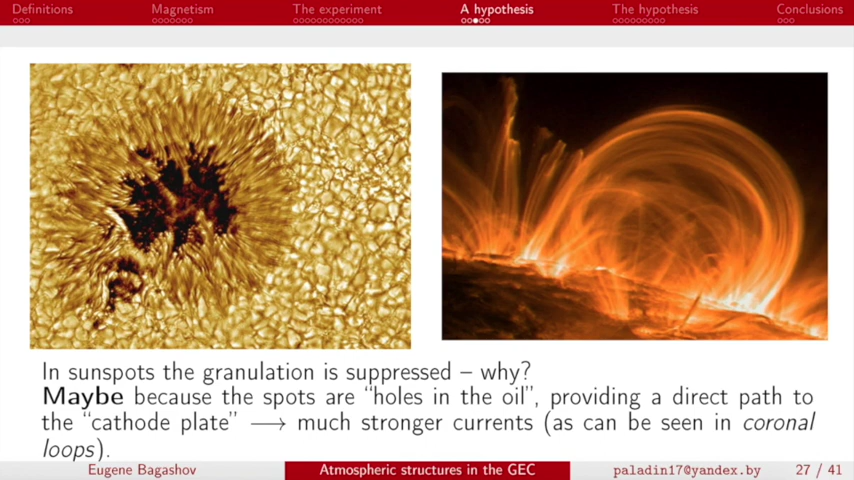 Definitions Magnetism The experiment A hypothesis The hypothesis Conclusions
In sunspots the granulation is suppressed – why?
Maybe because the spots are “holes in the oil”, providing a direct path to
the “cathode plate” ⟶ much stronger currents (as can be seen in coronal
loops).
Eugene Bagashov Atmospheric structures in the GEC paladin17@yandex.by 27 / 41